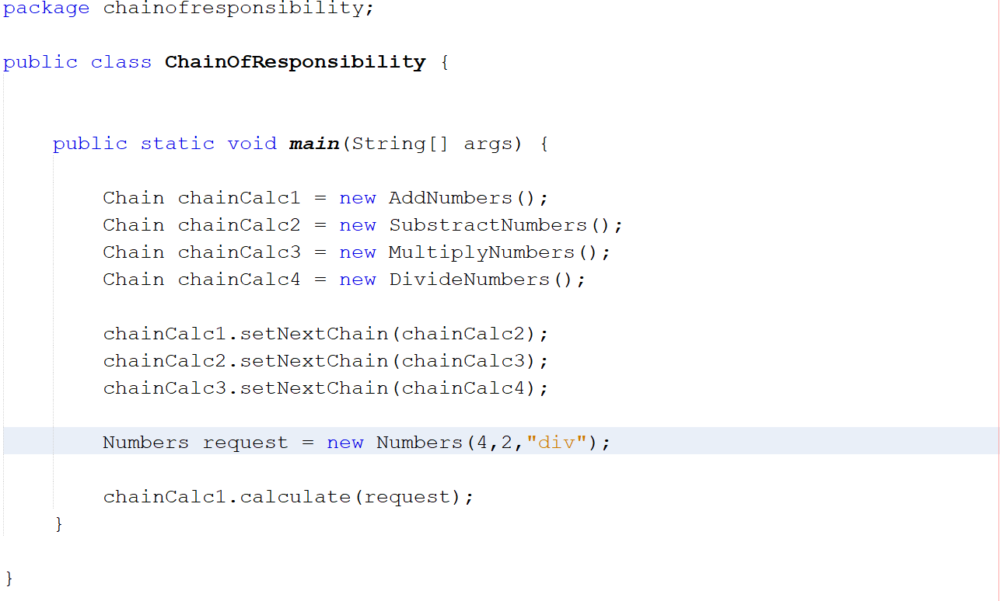 package chainofresponsibility;
public class ChainOfResponsibility {
public static void main(String[] args) {
Chain chainCalc1 = new AddNumbers();
Chain chainCalc2 = new SubstractNumbers();
Chain chainCalc3 = new MultiplyNumbers();
Chain chainCalc4 = new DivideNumbers();
chainCalc1.setNextChain(chainCalc2);
chainCalc2.setNextChain(chainCalc3);
chainCalc3.setNextChain(chainCalc4);
Numbers request = new Numbers(4,2,"div");
chainCalc1.calculate(request);
}
}